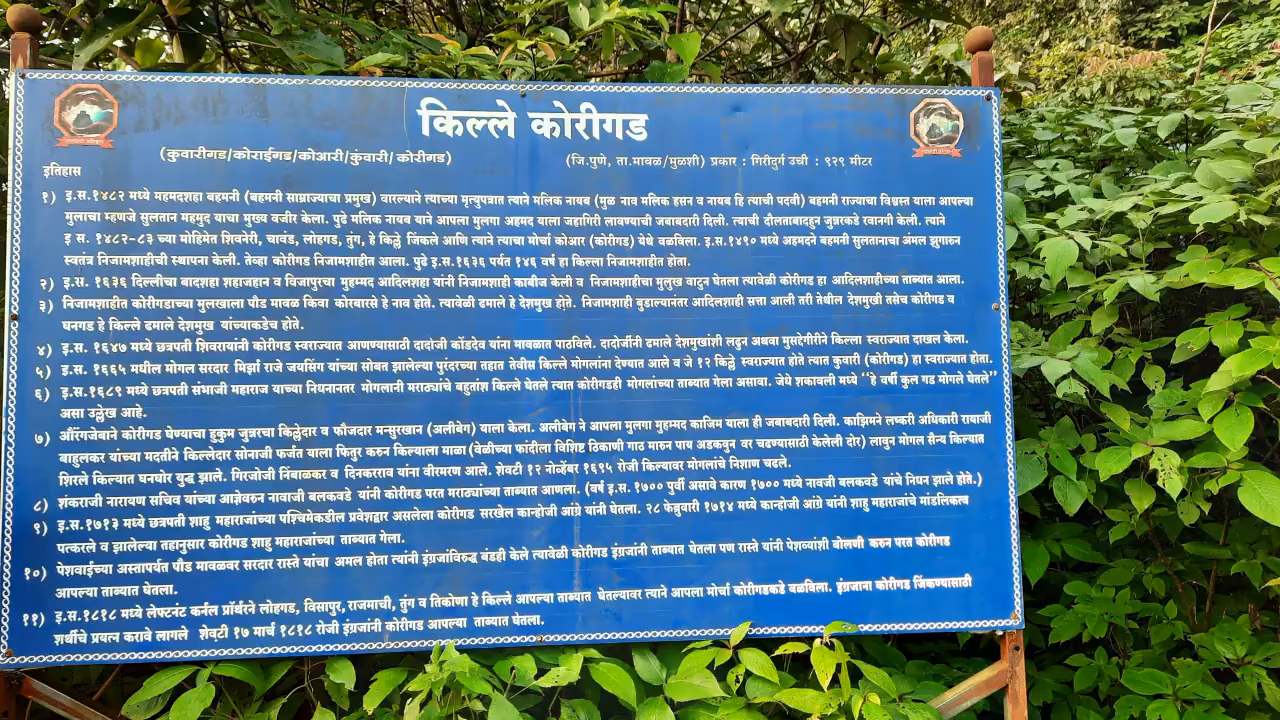 किल्ले कोरीगड
(कुवारीगड/कोराईगड/कोआरी/कुंवारी/ कोरीगड)
(जि.पुणे, ता.मावळ/मुळशी) प्रकार : गिरीदुर्ग उची : ९२९ मीटर
इतिहास
१) इ.स.१४८२ मध्ये महमदशहा बहमनी (बहमनी साम्राज्याचा प्रमुख) वारल्याने त्याच्या मृत्युपत्रात त्याने मलिक नायब (मुळ नाव मलिक हसन व नायब हि त्याची पदवी) बहमनी राज्याचा विश्वस्त याला आपल्या
मुलाचा म्हणजे सुलतान महमुद याचा मुख्य वजीर केला. पुढे मलिक नायब याने आपला मुलगा अहमद याला जहागिरी लावण्याची जबाबदारी दिली. त्याची दौलताबादहुन जुन्नरकडे रवानगी केली. त्याने
इ स. १४८२-८३ च्या मोहिमेत शिवनेरी, चावंड, लोहगड, तुंग, हे किल्ले जिंकले आणि त्याने त्याचा मोर्चा कोआर (कोरीगड) येथे वळविला. इ.स.१४९० मध्ये अहमदने बहमनी सुलतानाचा अंमल झुगारुन
स्वतंत्र निजामशाहीची स्थापना केली. तेव्हा कोरीगड निजामशाहीत आला. पुढे इ.स.१६३६ पर्यंत १४६ वर्ष हा किल्ला निजामशाहीत होता.
२) इ.स. १६३६ दिल्लीचा बादशहा शहाजहान व विजापुरचा मुहम्मद आदिलशहा यांनी निजामशाही काबीज केली व निजामशाहीचा मुलुख वाटुन घेतला त्यावेळी कोरीगड हा आदिलशाहीच्या ताब्यात आला.
३) निजामशाहीत कोरीगडाच्या मुलखाला पौड मावळ किंवा कोरबारसे हे नाव होते. त्यावेळी ढमाले हे देशमुख होते. निजामशाही बुडाल्यानंतर आदिलशाही सत्ता आली तरी तेथील देशमुखी तसेच कोरीगड व
घनगड हे किल्ले ढमाले देशमुख यांच्याकडेच होते.
४) इ.स. १६४७ मध्ये छत्रपती शिवरायांनी कोरीगड स्वराज्यात आणण्यासाठी दादोजी कोंडदेव यांना मावळात पाठविले. दादोजींनी ढमाले देशमुखांशी लढुन अथवा मुसद्देगीरीने किल्ला स्वराज्यात दाखल केला.
५) इ.स. १६६५ मधील मोगल सरदार मिर्झा राजे जयसिंग यांच्या सोबत झालेल्या पुरंदरच्या तहात तेवीस किल्ले मोगलांना देण्यात आले व जे १२ किल्ले स्वराज्यात होते त्यात कुवारी (कोरीगड) हा स्वराज्यात होता.
६) इ.स.१६८९ मध्ये छत्रपती संभाजी महाराज याच्या निधनानतर मोगलानी मराठ्यांचे बहुतांश किल्ले घेतले त्यात कोरीगडही मोगलांच्या ताब्यात गेला असावा. जेधे शकावली मध्ये "हे वर्षी कुल गड मोगले घेतले"
असा उल्लेख आहे.
७) औरंगजेबाने कोरीगड घेण्याचा हुकुम जुन्नरचा किल्लेदार व फौजदार मन्सुरखान (अलीबेग) याला केला. अलीबेग ने आपला मुलगा मुहम्मद काजिम याला ही जबाबदारी दिली. काझिमने लष्करी अधिकारी रायाजी
बाहुलकर यांच्या मदतीने किल्लेदार सोनाजी फर्जंत याला फितुर करुन किल्याला माळा (वेळीच्या फांदीला विशिष्ट ठिकाणी गाठ मारुन पाय अडकवुन वर चढण्यासाठी केलेली दोर) लावुन मोगल सैन्य किल्यात
शिरले किल्यात घनघोर युद्ध झाले. गिरजोजी निंबाळकर व दिनकरराव यांना वीरमरण आले. शेवटी १२ नोव्हेंबर १६९५ रोजी किल्यावर मोगलांचे निशाण चढले.
८) शंकराजी नारायण सचिव यांच्या आज्ञेवरुन नावाजी बलकवडे यांनी कोरीगड परत मराठ्यांच्या ताब्यात आणला. (वर्ष इ.स. १७०० पुर्वी असावे कारण १७०० मध्ये नावजी बलकवडे यांचे निधन झाले होते.)
९) इ.स.१७१३ मध्ये छत्रपती शाहु महाराजांच्या पश्चिमेकडील प्रवेशद्वार असलेला कोरीगड सरखेल कान्होजी आंग्रे यांनी घेतला. २८ फेब्रुवारी १७१४ मध्ये कान्होजी आंग्रे यांनी शाहु महाराजांचे मांडलिकत्व
पत्करले व झालेल्या तहानुसार कोरीगड शाहु महाराजांच्या ताब्यात गेला.
१०) पेशवाईच्या अस्तापर्यंत पौड मावळवर सरदार रास्ते यांचा अमल होता त्यांनी इंग्रजांविरुद्ध बंडही केले त्यावेळी कोरीगड इंग्रजांनी ताब्यात घेतला पण रास्ते यांनी पेशव्यांशी बोलणी करुन परत कोरीगड
आपल्या ताब्यात घेतला.
११) इ.स.१८१८ मध्ये लेफ्टनंट कर्नल प्रॉर्थरने लोहगड, विसापुर, राजमाची, तुंग व तिकोणा हे किल्ले आपल्या ताब्यात घेतल्यावर त्याने आपला मोर्चा कोरीगडकडे वळविला. इंग्रजाना कोरीगड जिंकण्यासाठी
शर्थीचे प्रयत्न करावे लागले शेवटी १७ मार्च १८१८ रोजी इंग्रजांनी कोरीगड आपल्या ताब्यात घेतला.